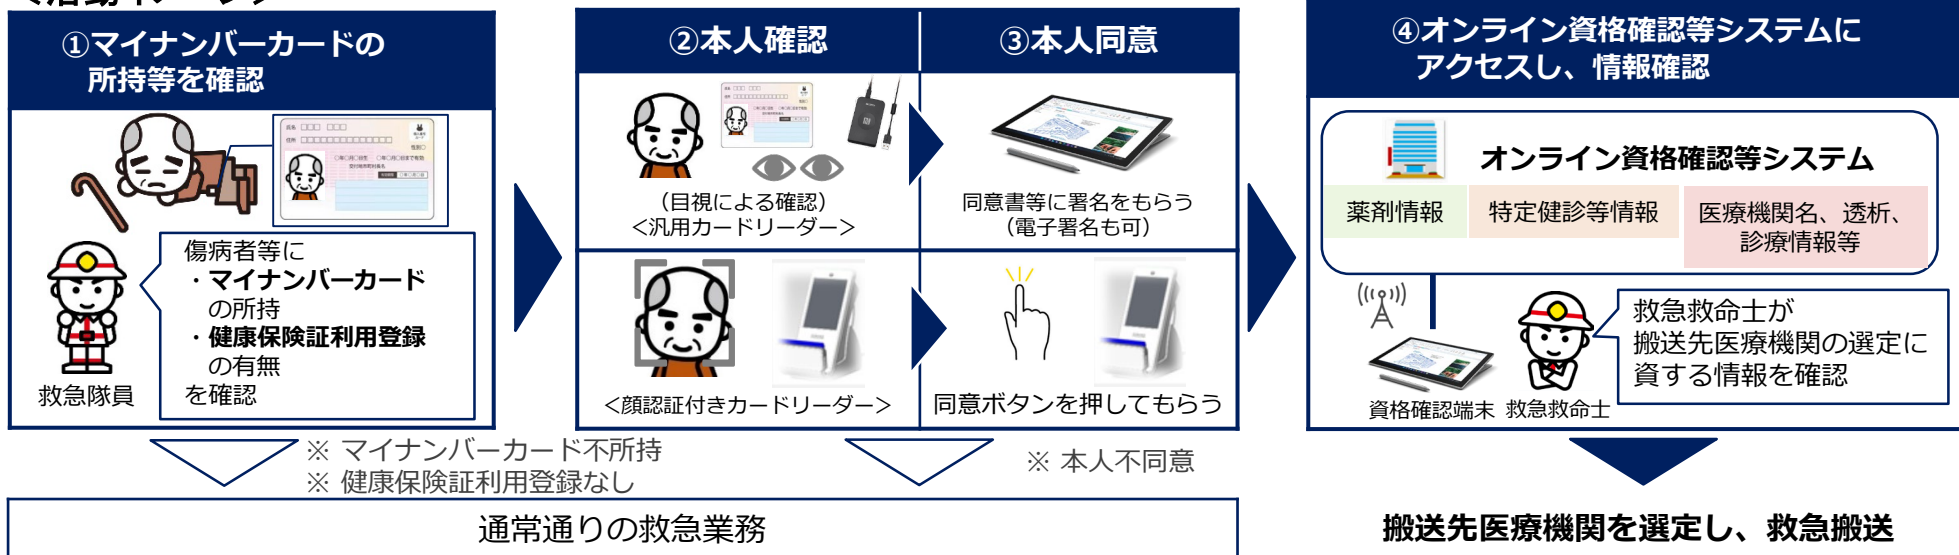 ①マイナンバーカードの
所持等を確認
傷病者等に
・マイナンバーカード
の所持
・健康保険証利用登録
の有無
を確認
救急隊員
②本人確認
③本人同意
（目視による確認）
<汎用カードリーダー>
同意書等に署名をもらう
（電子署名も可）
<顔認証付きカードリーダー>
同意ボタンを押してもらう
④オンライン資格確認等システムに
アクセスし、情報確認
オンライン資格確認等システム
薬剤情報
特定健診等情報
医療機関名、透析、
診療情報等
救急救命士が
搬送先医療機関の選定に
資する情報を確認
資格確認端末
救急救命士
※ マイナンバーカード不所持
※ 健康保険証利用登録なし
※ 本人不同意
通常通りの救急業務
搬送先医療機関を選定し、救急搬送